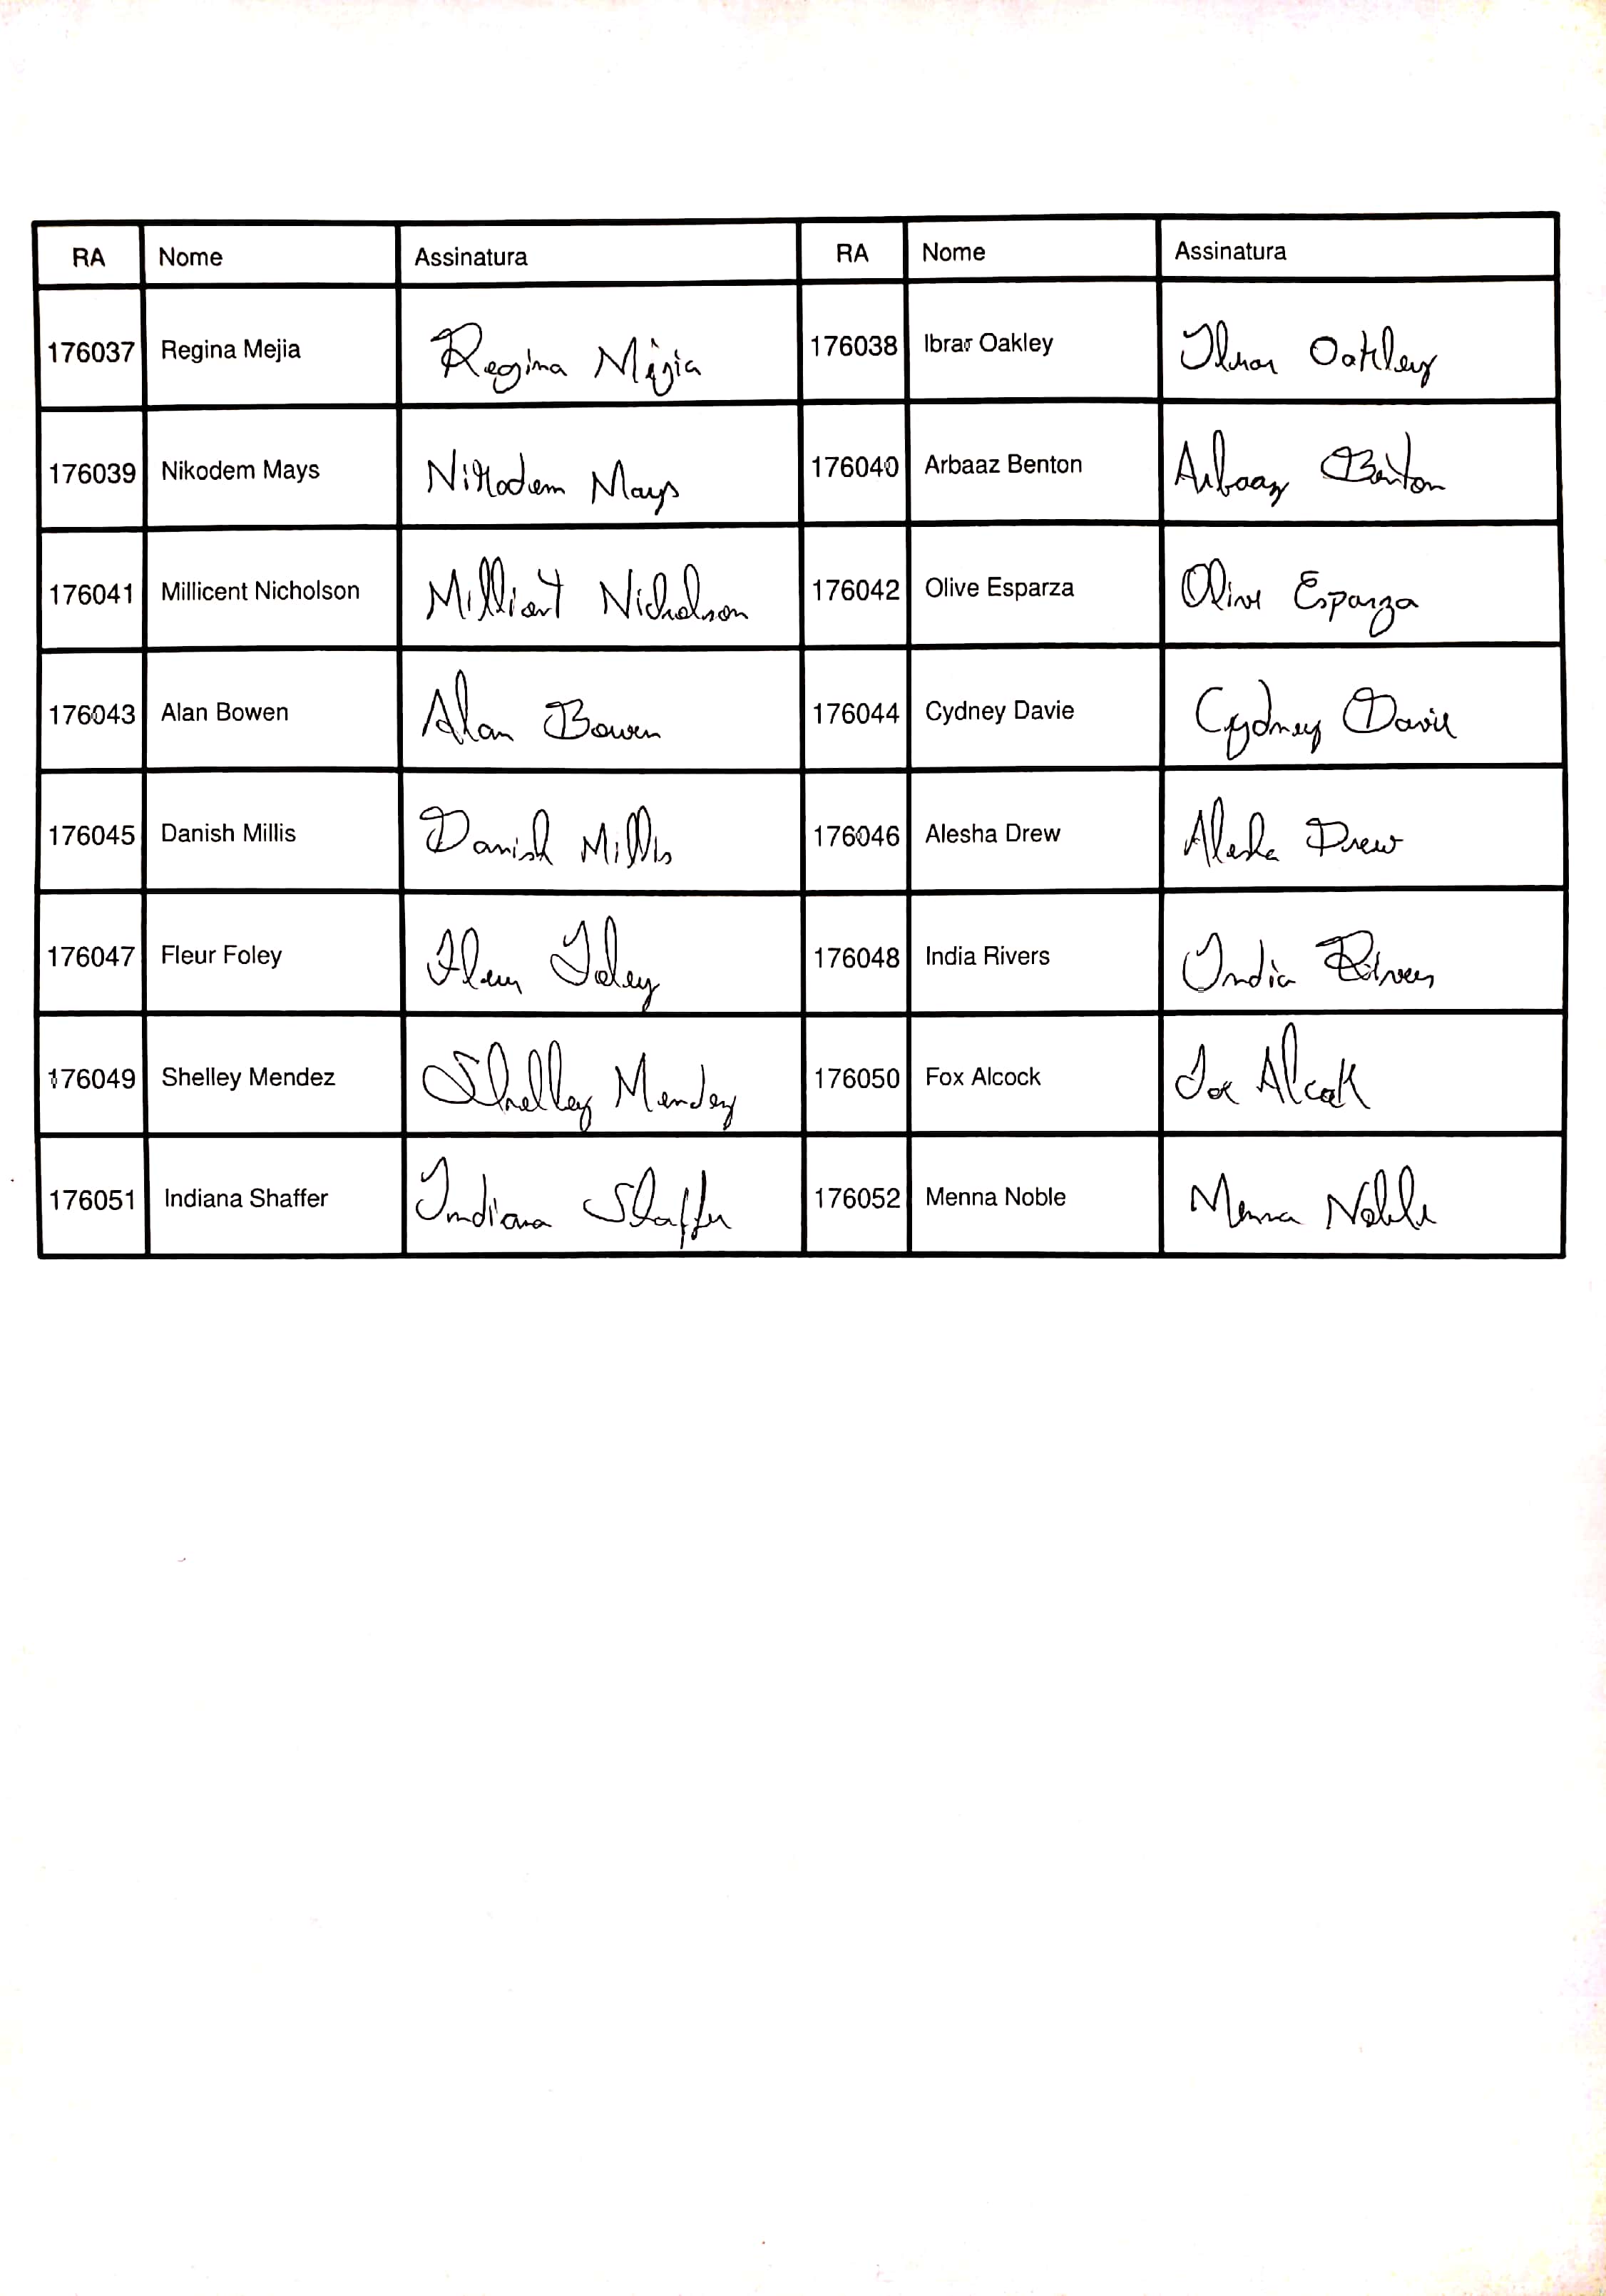 RA Nome Assinatura RA Nome Assinatura
176037 Regina Mejia Regina Mejia 176038 Ibrar Oakley Ibrar Oakley
176039 Nikodem Mays Nikodem Mays 176040 Arbaaz Benton Arbaaz Benton
176041 Millicent Nicholson Millicent Nicholson 176042 Olive Esparza Olive Esparza
176043 Alan Bowen Alan Bowen 176044 Cydney Davie Cydney Davie
176045 Danish Millis Danish Millis 176046 Alesha Drew Alesha Drew
176047 Fleur Foley Fleur Foley 176048 India Rivers India Rivers
176049 Shelley Mendez Shelley Mendez 176050 Fox Alcock Fox Alcock
176051 Indiana Shaffer Indiana Shaffer 176052 Menna Noble Menna Noble